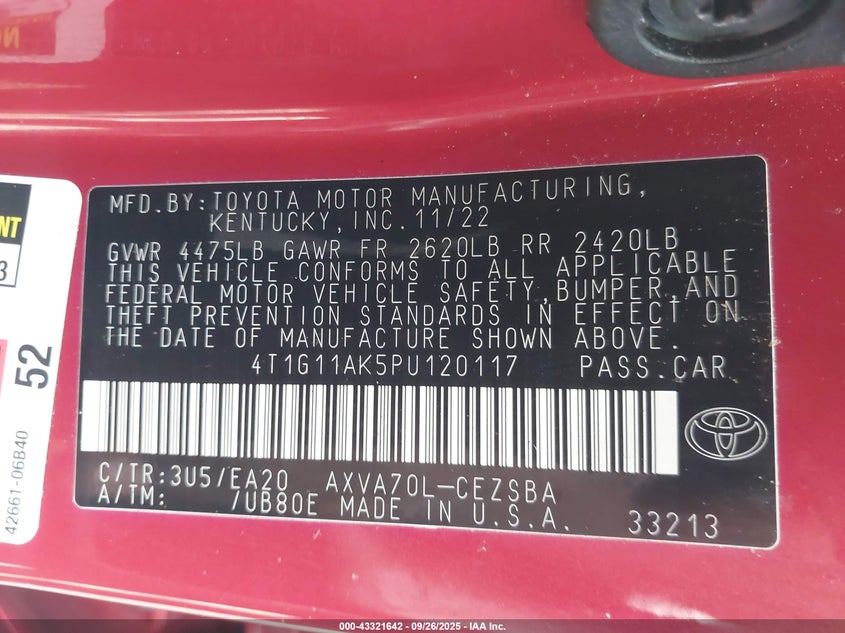 MFD.BY:TOYOTA MOTOR MANUFACTURING,
KENTUCKY,INC.11/22
GVWR 4475LB GAWR FR 2620LB RR 2420LB
THIS VEHICLE CONFORMS TO ALL APPLICABLE
FEDERAL MOTOR VEHICLE SAFETY,BUMPER,AND
THEFT PREVENTION STANDARDS IN EFFECT ON
THE DATE OF MANUFACTURE SHOWN ABOVE.
4T1G11AK5PU120117 PASS.CAR
C/TR:3U5/EA20 AXVA70L-CEZSBA
A/TM: /UB80E MADE IN U.S.A. 33213
52
42661-06B40
000-43321642 - 09/26/2025 - IAA Inc.